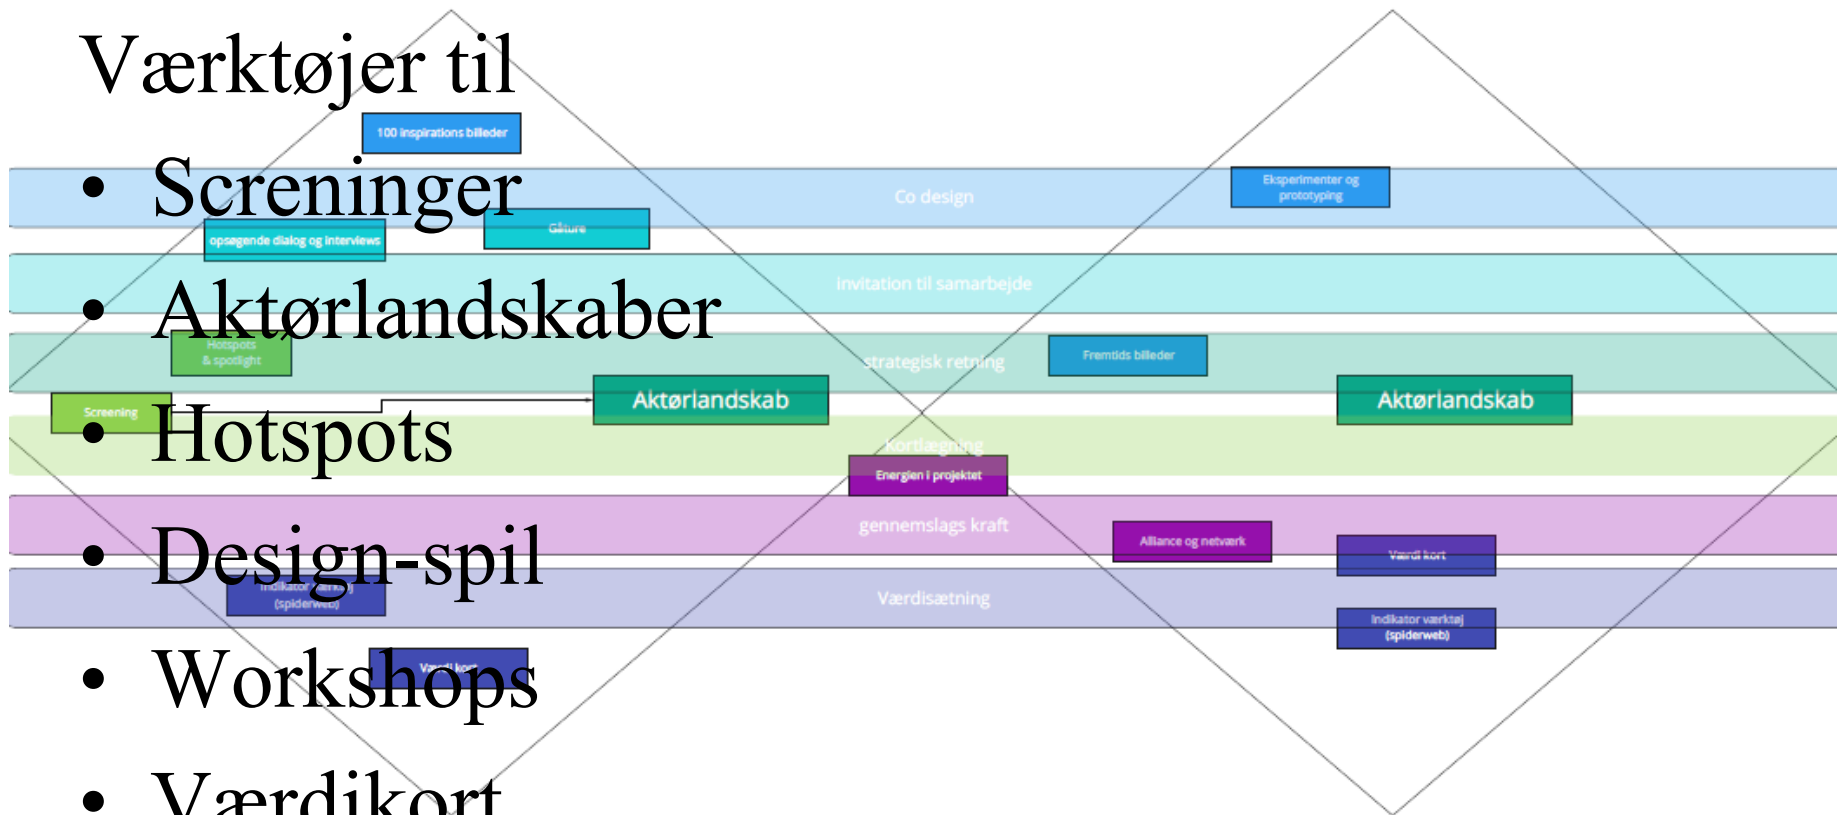 Værktøjer til
• Screninger
• Aktørlandskaber
• Hotspots
• Design-spil
• Workshops
• Værdikort
100 inspirations billeder
Co design
Eksperimenter og
prototyping
opsøgende dialog og interviews
Gåture
invitation til samarbejde
Hotspots
& spotlight
strategisk retning
Fremtids billeder
Screening
Aktørlandskab
Aktørlandskab
Kortlægning
Energien i projektet
gennemslags kraft
Alliance og netværk
Værdi kort
Indikator værktøj
(spiderweb)
Værdisætning
Indikator værktøj
(spiderweb)
Værdi kort